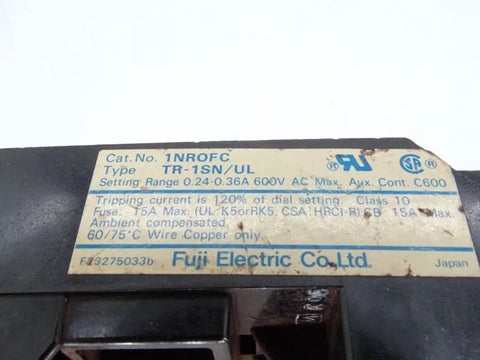 Cat. No. 1NROFC
Type TR-1SN/UL
Setting Range 0.24-0.36A 600V AC Max. Aux. Cont. C600
Tripping current is 120% of dial setting Class 10
Fuse: 15A Max. (UL:K5orRK5, CSA:HRCI-R) CB 15A Max.
Ambient compensated.
60/75°C Wire Copper only.
F23275033b Fuji Electric Co., Ltd. Japan